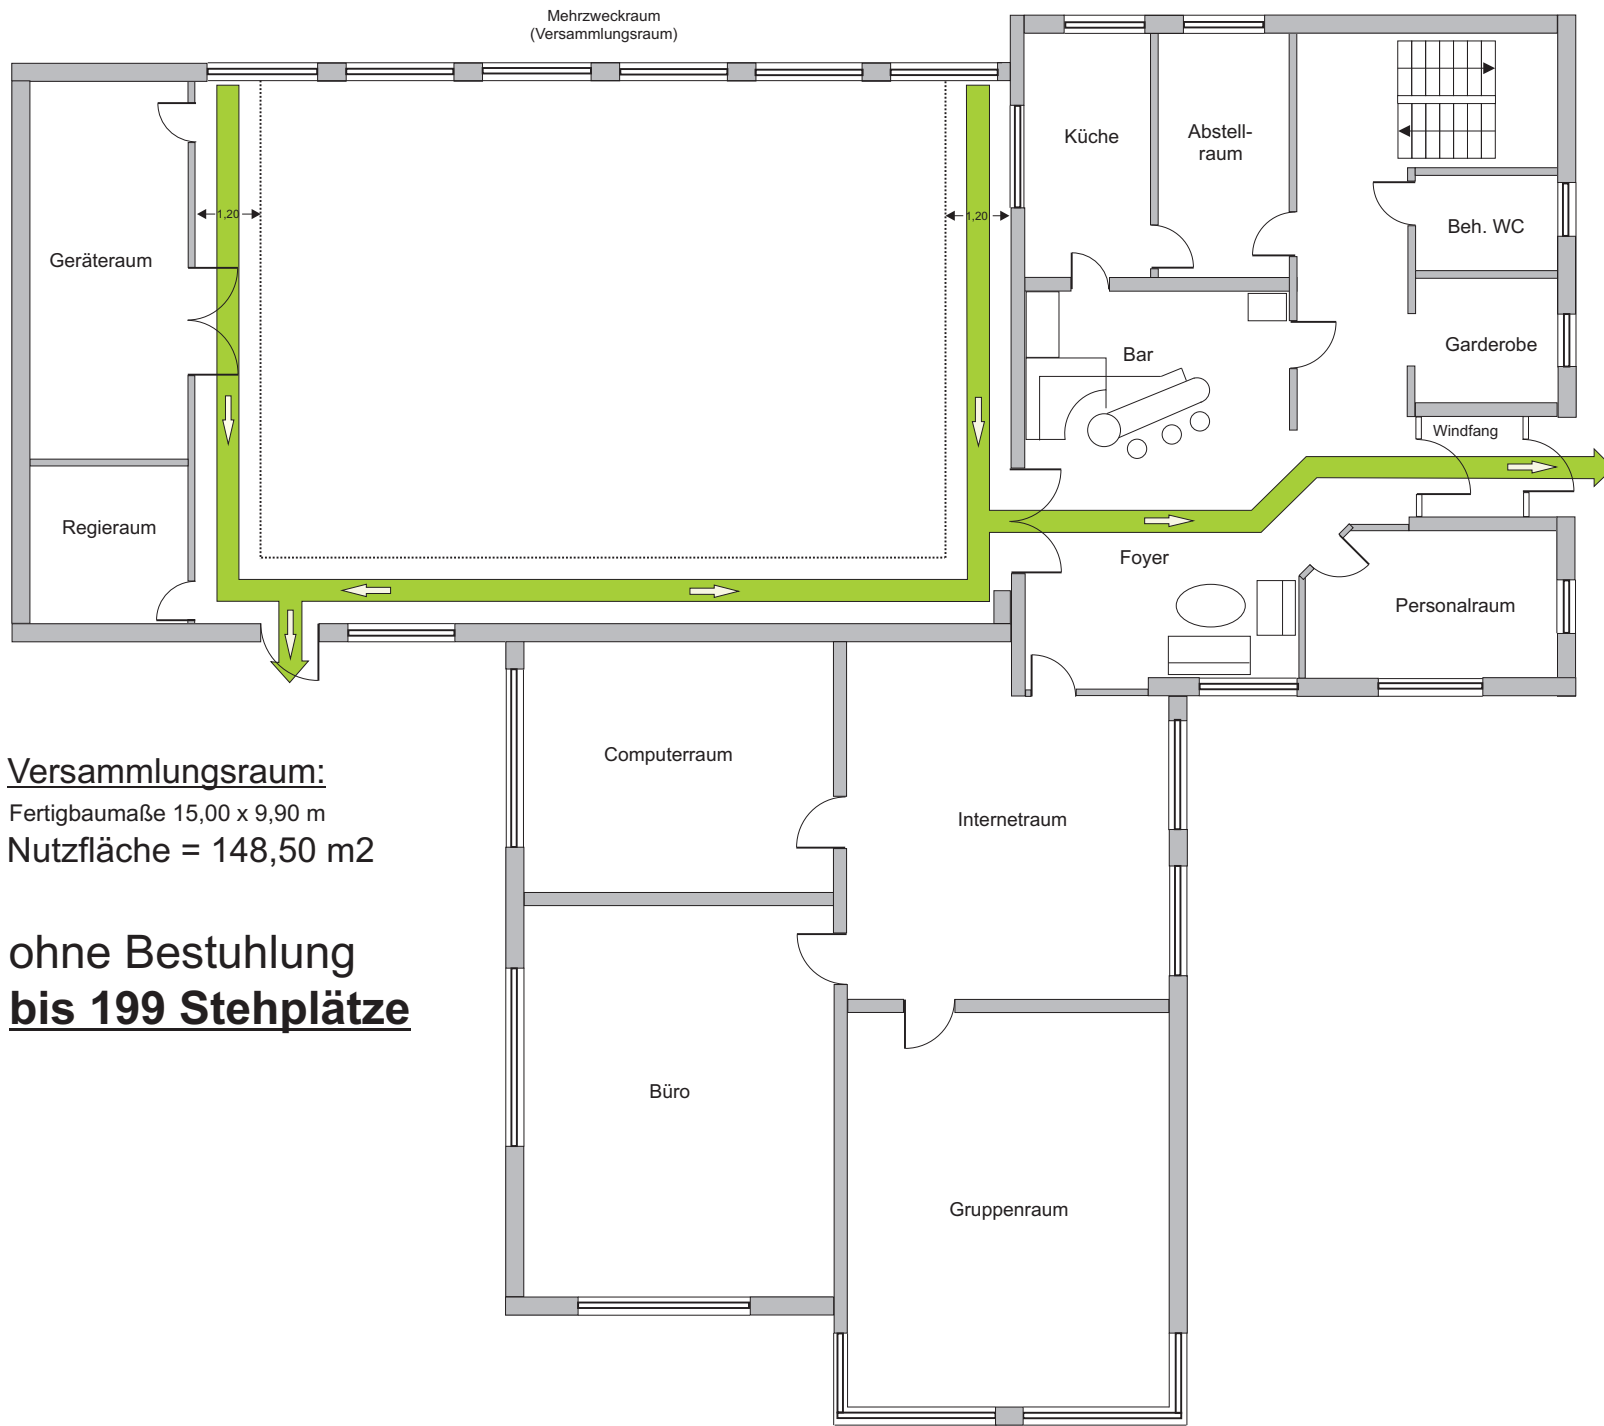 Mehrzweckraum
(Versammlungsraum)
Küche
Abstell-
raum
1,20
1,20
Beh. WC
Geräteraum
Garderobe
Bar
Windfang
Regieraum
Foyer
Personalraum
Computerraum
Versammlungsraum:
Fertigbaumaße 15,00 x 9,90 m
Nutzfläche = 148,50 m2
Internetraum
ohne Bestuhlung
bis 199 Stehplätze
Büro
Gruppenraum